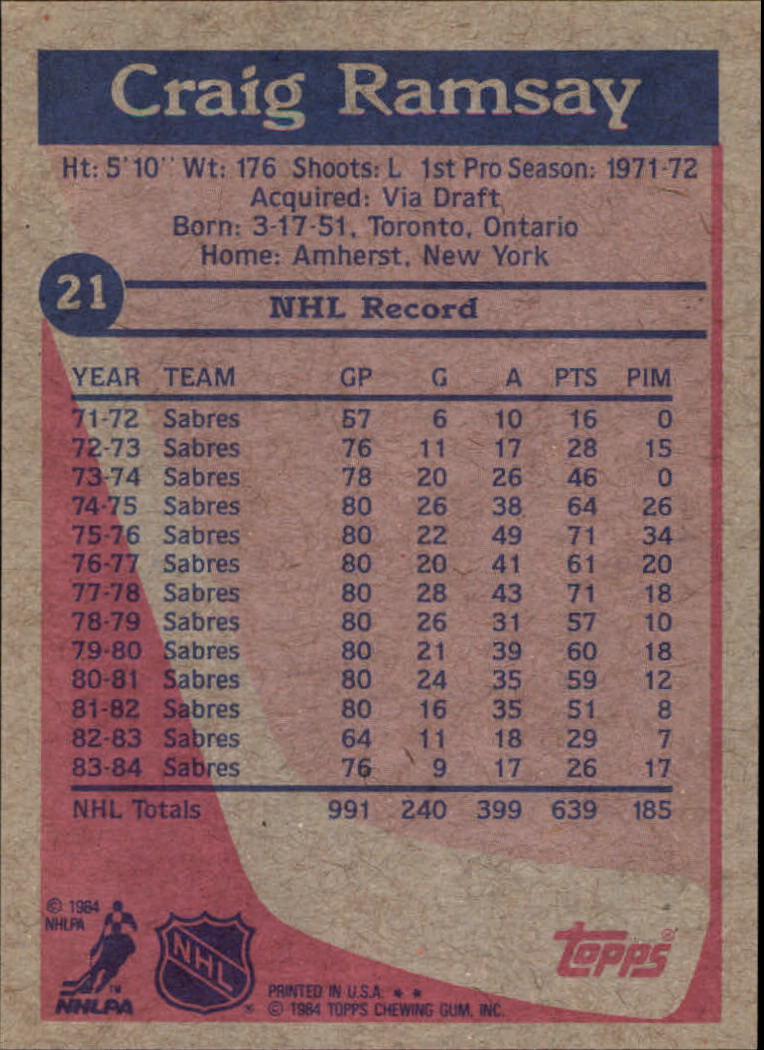 Craig Ramsay
Ht: 5'10" Wt: 176 Shoots: L 1st Pro Season: 1971-72
Acquired: Via Draft
Born: 3-17-51, Toronto, Ontario
Home: Amherst, New York
21
NHL Record
YEAR TEAM GP G A PTS PIM
71-72 Sabres 57 6 10 16 0
72-73 Sabres 76 11 17 28 15
73-74 Sabres 78 20 26 46 0
74-75 Sabres 80 26 38 64 26
75-76 Sabres 80 22 49 71 34
76-77 Sabres 80 20 41 61 20
77-78 Sabres 80 28 43 71 18
78-79 Sabres 80 26 31 57 10
79-80 Sabres 80 21 39 60 18
80-81 Sabres 80 24 35 59 12
81-82 Sabres 80 16 35 51 8
82-83 Sabres 64 11 18 29 7
83-84 Sabres 76 9 17 26 17
NHL Totals 991 240 399 639 185
© 1984
NHLPA
™
NHLPA
NHL
®
topps®
PRINTED IN U.S.A. * *
© 1984 TOPPS CHEWING GUM, INC.